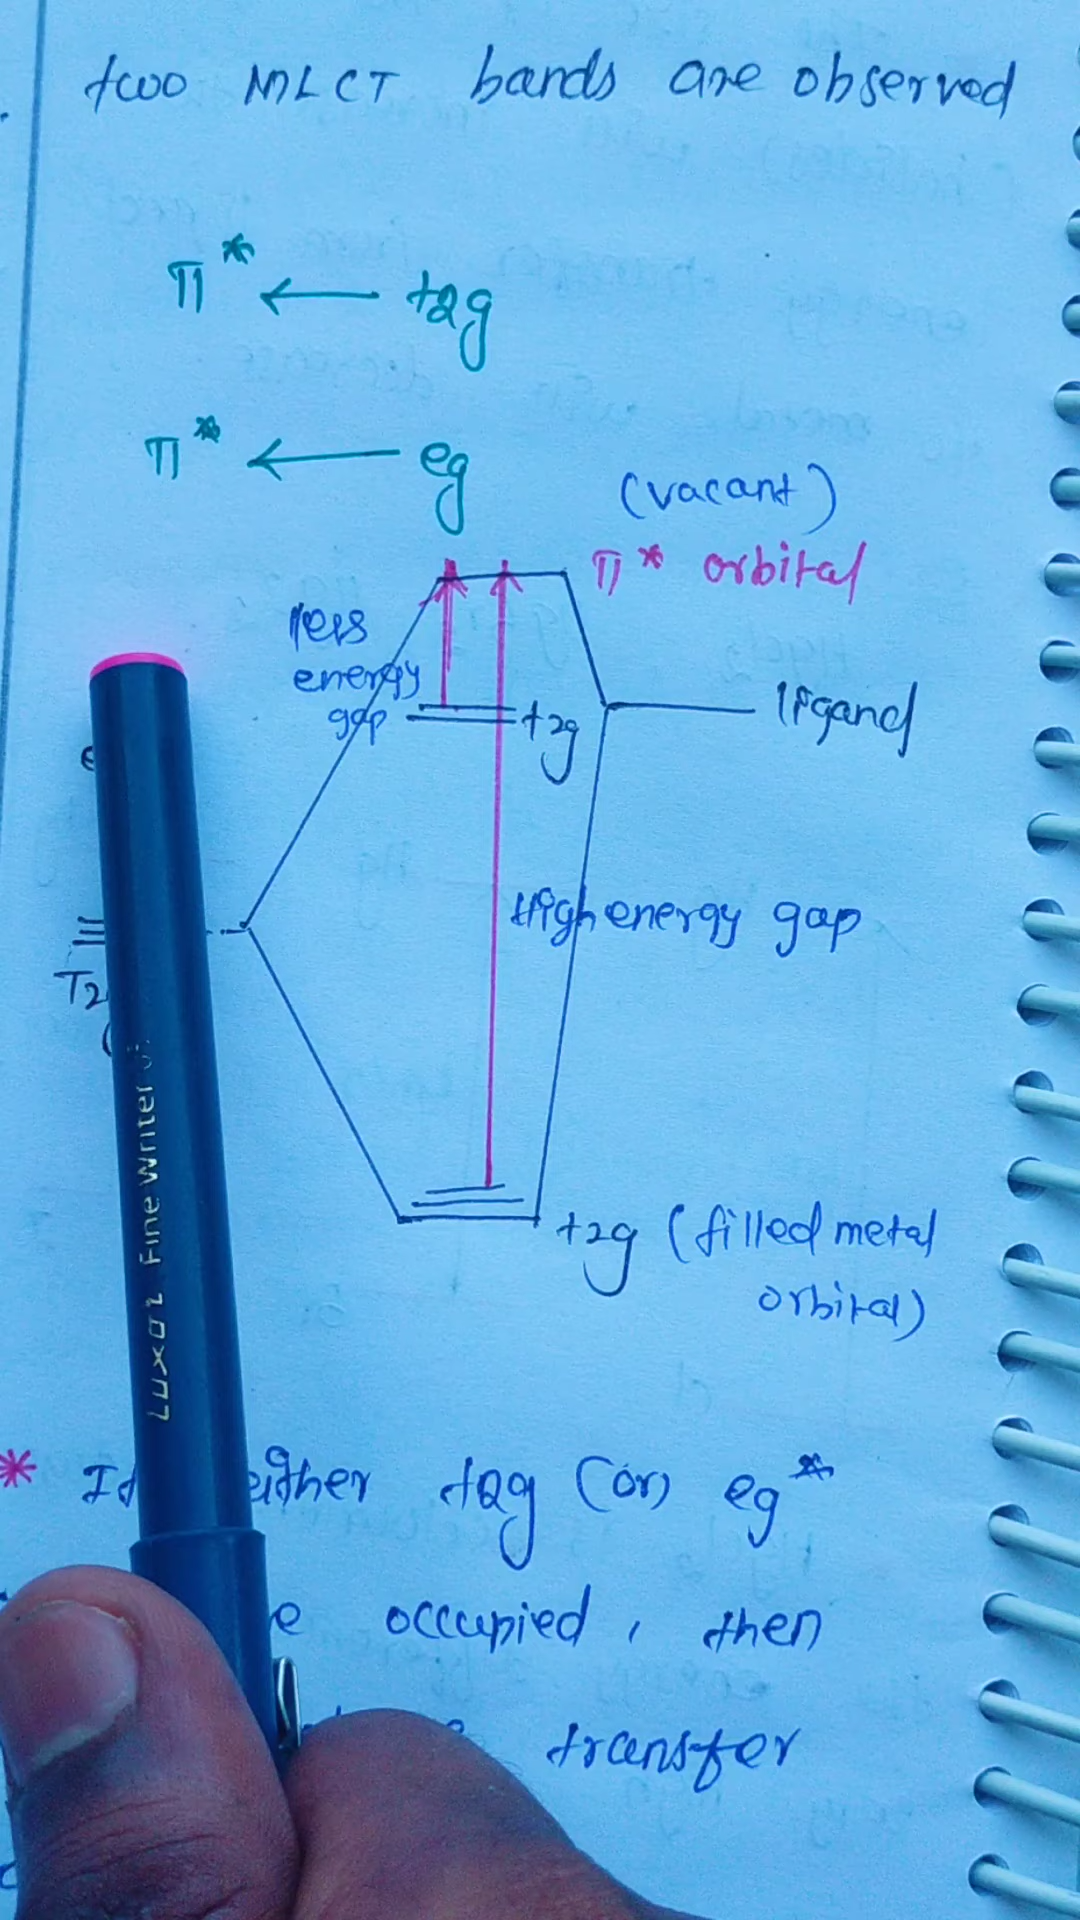 two MLCT bands are observed
π* ← t2g
π* ← eg
(vacant)
π* orbital
less
energy
gap
t2g
ligand
High energy gap
T2
t2g (filled metal
orbital)
LUXOR Fine Writer
* If either t2g (or) eg*
occupied, then
transfer